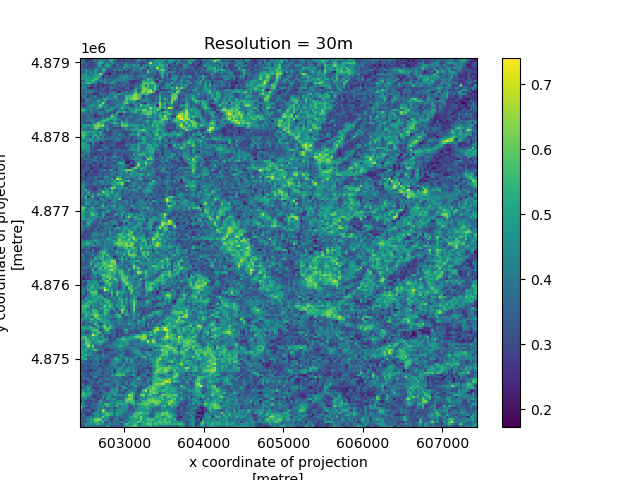 Resolution = 30m
1e6
4.879
4.878
4.877
4.876
4.875
y coordinate of projection
[metre]
603000 604000 605000 606000 607000
x coordinate of projection
[metre]
0.7
0.6
0.5
0.4
0.3
0.2